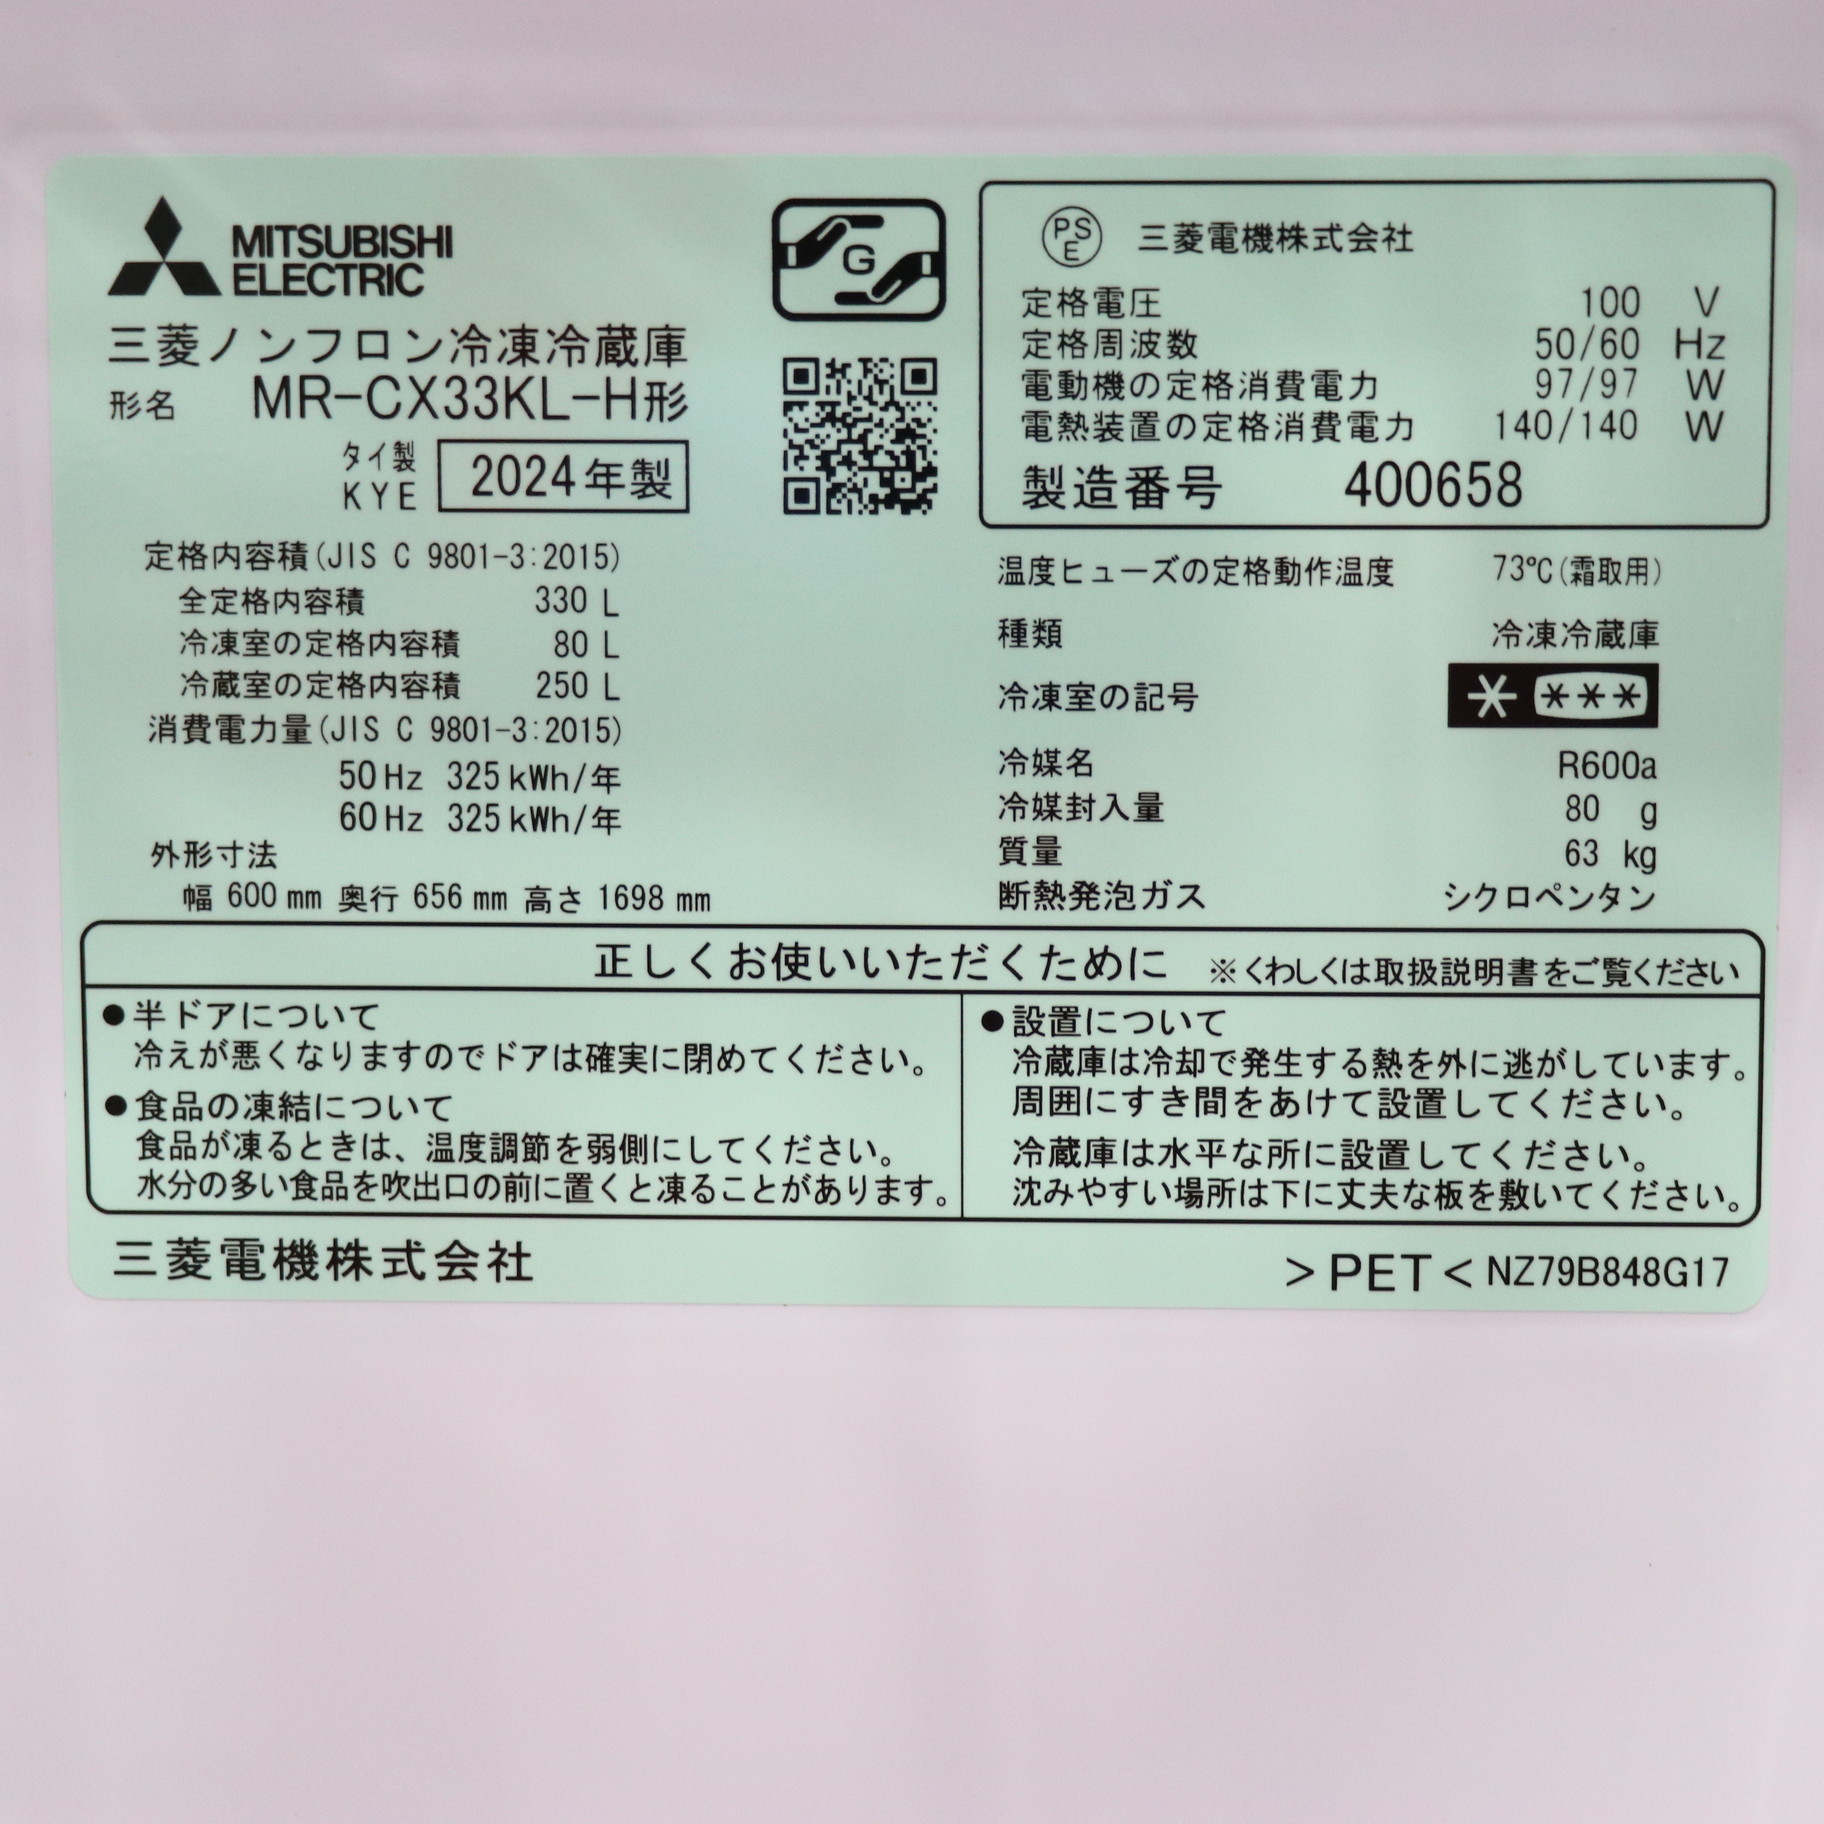 MITSUBISHI
ELECTRIC
三菱ノンフロン冷凍冷蔵庫
形名 MR-CX33KL-H形
タイ製
KYE
2024年製
定格内容積(JIS C 9801-3:2015)
全定格内容積 330 L
冷凍室の定格内容積 80 L
冷蔵室の定格内容積 250 L
消費電力量(JIS C 9801-3:2015)
50Hz 325kWh/年
60Hz 325kWh/年
外形寸法
幅 600 mm 奥行 656 mm 高さ 1698 mm
G
PS
E
三菱電機株式会社
定格電圧 100 V
定格周波数 50/60 Hz
電動機の定格消費電力 97/97 W
電熱装置の定格消費電力 140/140 W
製造番号 400658
温度ヒューズの定格動作温度 73℃(霜取用)
種類 冷凍冷蔵庫
冷凍室の記号 * ***
冷媒名 R600a
冷媒封入量 80 g
質量 63 kg
断熱発泡ガス シクロペンタン
正しくお使いいただくために ※くわしくは取扱説明書をご覧ください
●半ドアについて
冷えが悪くなりますのでドアは確実に閉めてください。
●食品の凍結について
食品が凍るときは、温度調節を弱側にしてください。
水分の多い食品を吹出口の前に置くと凍ることがあります。
●設置について
冷蔵庫は冷却で発生する熱を外に逃がしています。
周囲にすき間をあけて設置してください。
冷蔵庫は水平な所に設置してください。
沈みやすい場所は下に丈夫な板を敷いてください。
三菱電機株式会社
>PET< NZ79B848G17